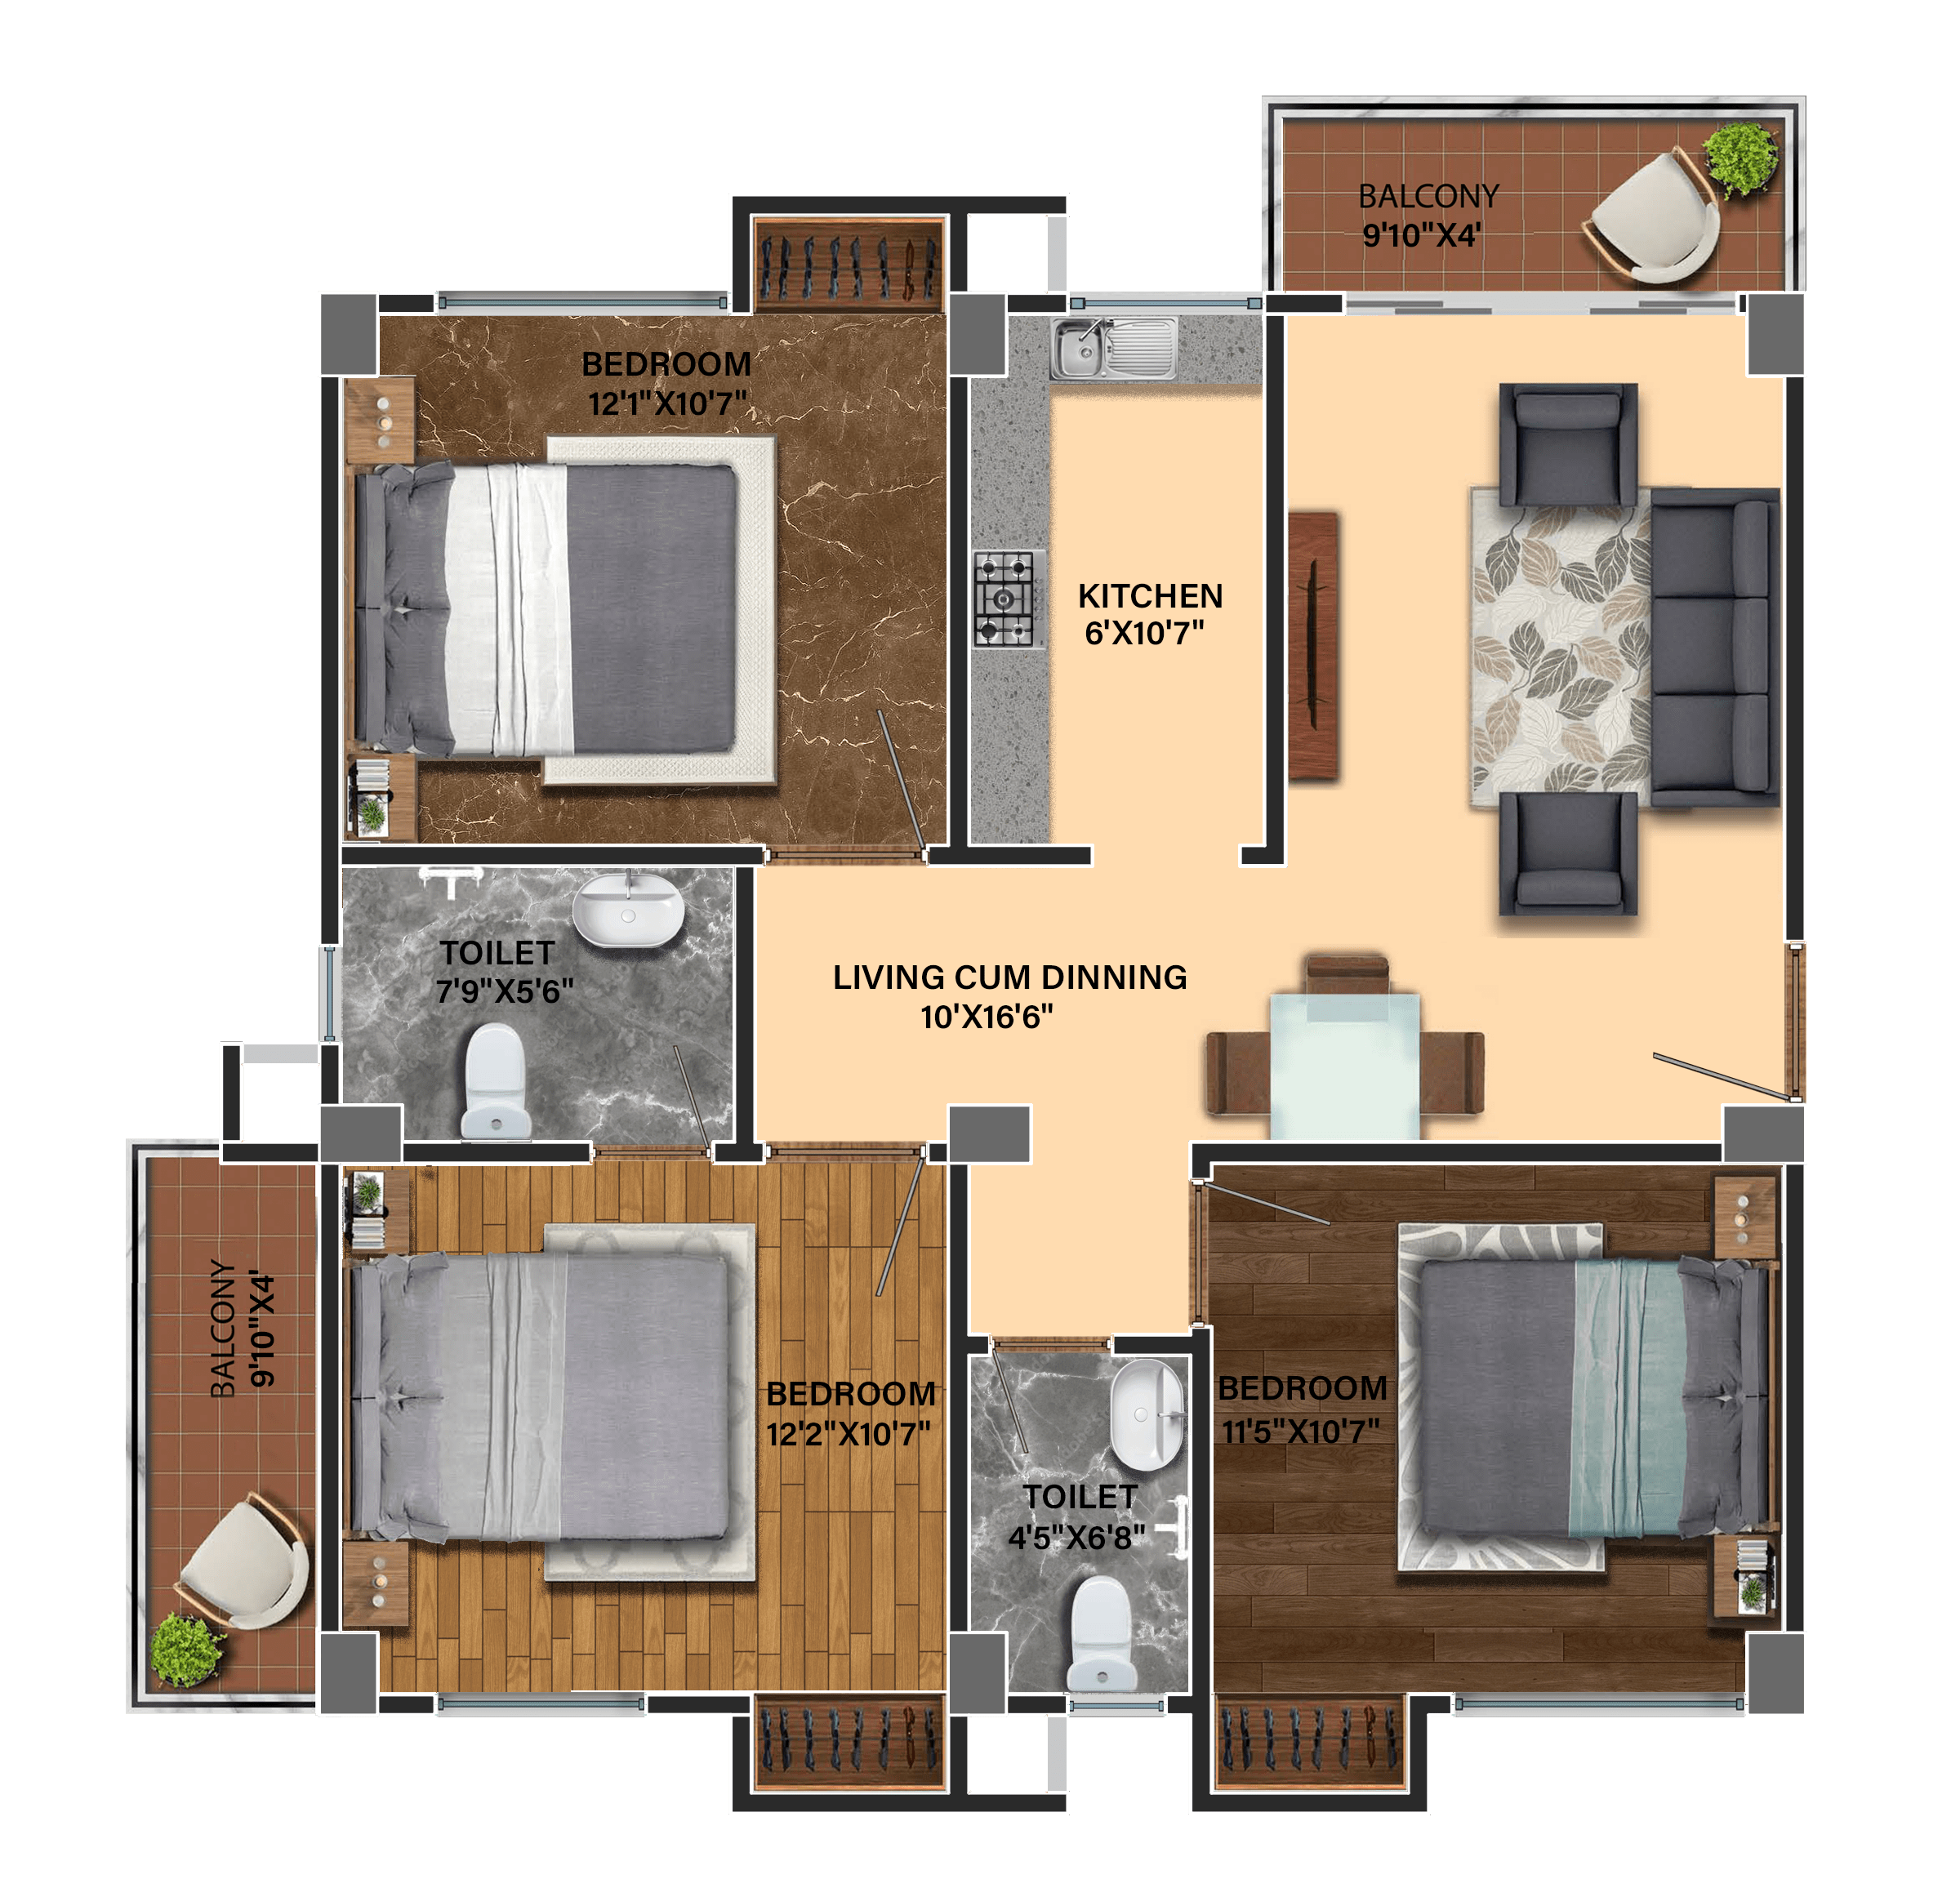 BALCONY
9'10"X4'
BEDROOM
12'1"X10'7"
KITCHEN
6'X10'7"
TOILET
7'9"X5'6"
LIVING CUM DINNING
10'X16'6"
BALCONY
9'10"X4'
BEDROOM
12'2"X10'7"
BEDROOM
11'5"X10'7"
TOILET
4'5"X6'8"